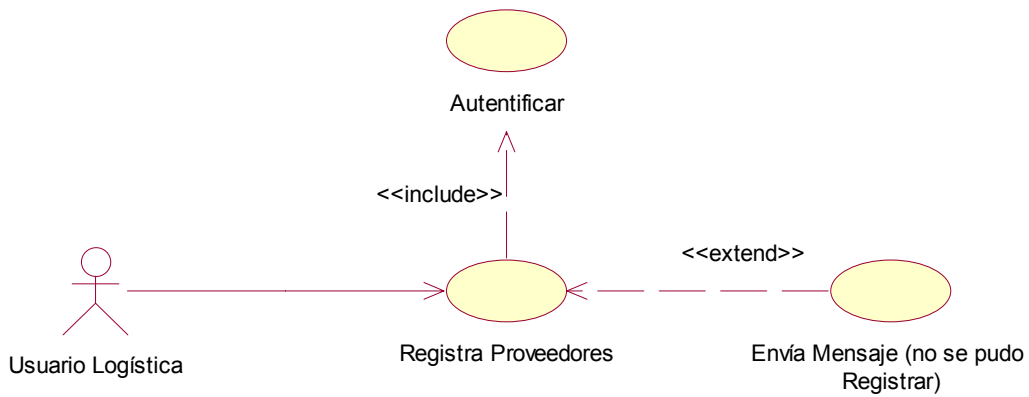 Autentificar
<<include>>
<<extend>>
Usuario Logística
Registra Proveedores
Envía Mensaje (no se pudo
Registrar)